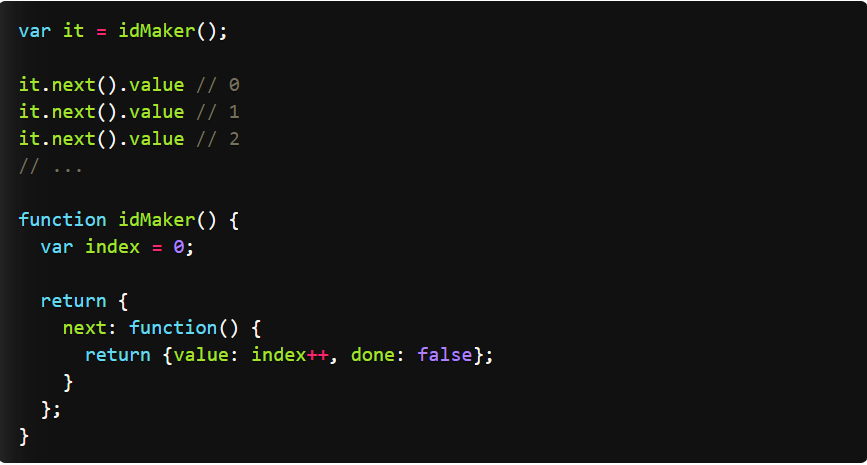 var it = idMaker();

it.next().value // 0
it.next().value // 1
it.next().value // 2
// ...

function idMaker() {
  var index = 0;

  return {
    next: function() {
      return {value: index++, done: false};
    }
  };
}